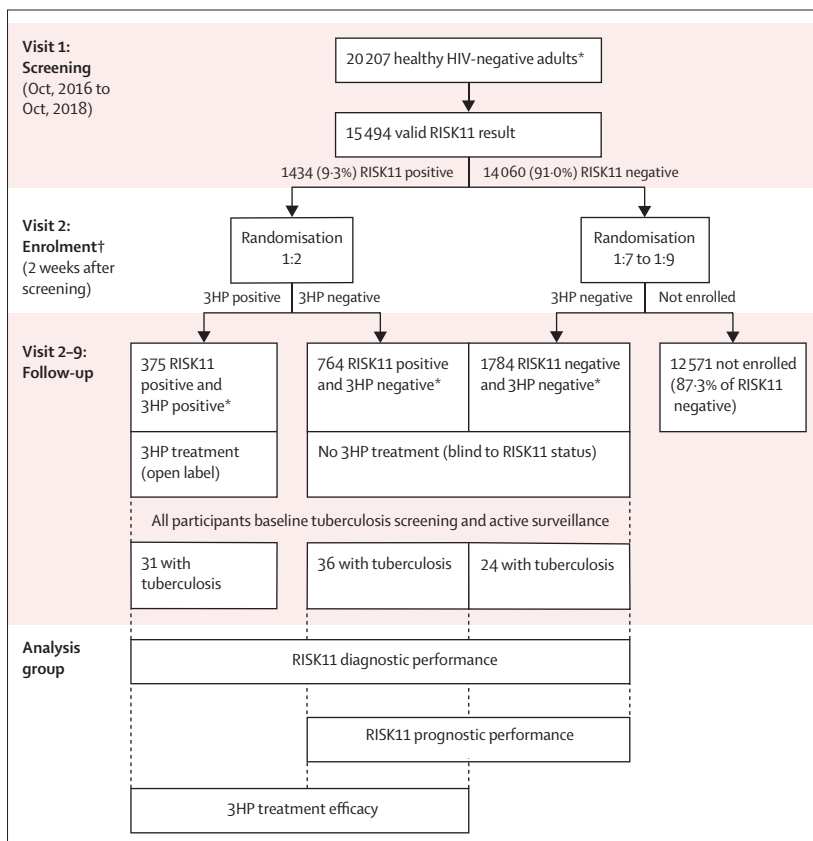 Visit 1:
Screening
(Oct, 2016 to
Oct, 2018)
20 207 healthy HIV-negative adults*
15 494 valid RISK11 result
1434 (9·3%) RISK11 positive
14 060 (91·0%) RISK11 negative
Visit 2:
Enrolment†
(2 weeks after
screening)
Randomisation
1:2
Randomisation
1:7 to 1:9
3HP positive
3HP negative
3HP negative
Not enrolled
Visit 2–9:
Follow-up
375 RISK11
positive and
3HP positive*
764 RISK11 positive
and 3HP negative*
1784 RISK11 negative
and 3HP negative*
12 571 not enrolled
(87·3% of RISK11
negative)
3HP treatment
(open label)
No 3HP treatment (blind to RISK11 status)
All participants baseline tuberculosis screening and active surveillance
31 with
tuberculosis
36 with tuberculosis
24 with tuberculosis
Analysis
group
RISK11 diagnostic performance
RISK11 prognostic performance
3HP treatment efficacy